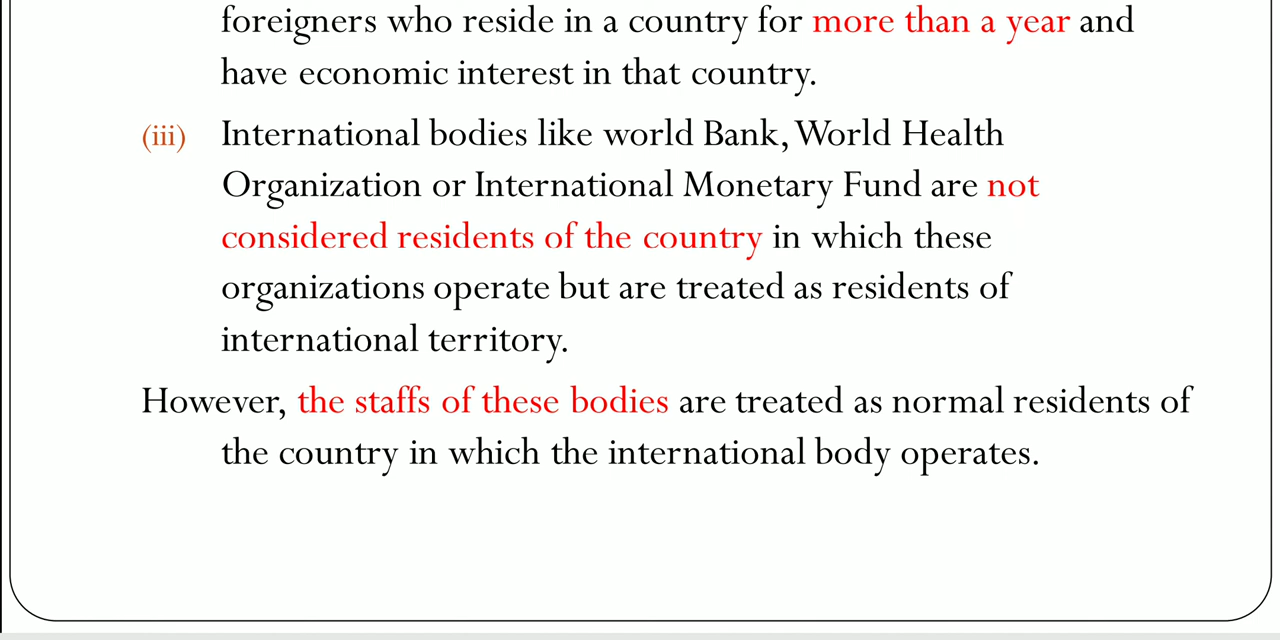 foreigners who reside in a country for more than a year and
have economic interest in that country.
(iii) International bodies like world Bank, World Health
Organization or International Monetary Fund are not
considered residents of the country in which these
organizations operate but are treated as residents of
international territory.
However, the staffs of these bodies are treated as normal residents of
the country in which the international body operates.